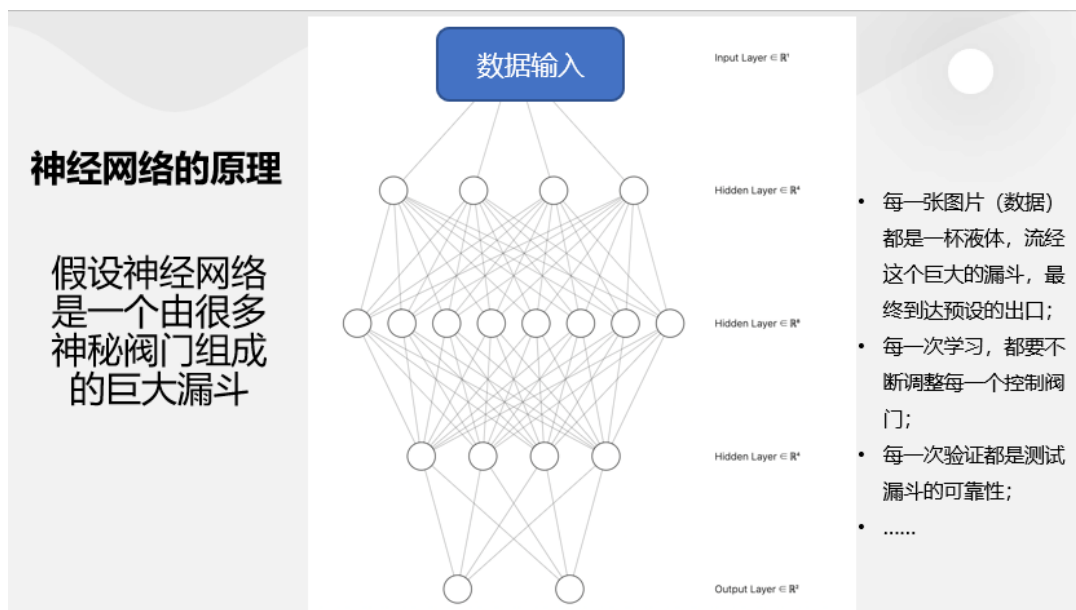 神经网络的原理
假设神经网络
是一个由很多
神秘阀门组成
的巨大漏斗
数据输入
Input Layer ∈ ℝ¹
Hidden Layer ∈ ℝ⁴
Hidden Layer ∈ ℝ⁸
Hidden Layer ∈ ℝ⁴
Output Layer ∈ ℝ²
• 每一张图片（数据）
都是一杯液体，流经
这个巨大的漏斗，最
终到达预设的出口；
• 每一次学习，都要不
断调整每一个控制阀
门；
• 每一次验证都是测试
漏斗的可靠性；
• ……